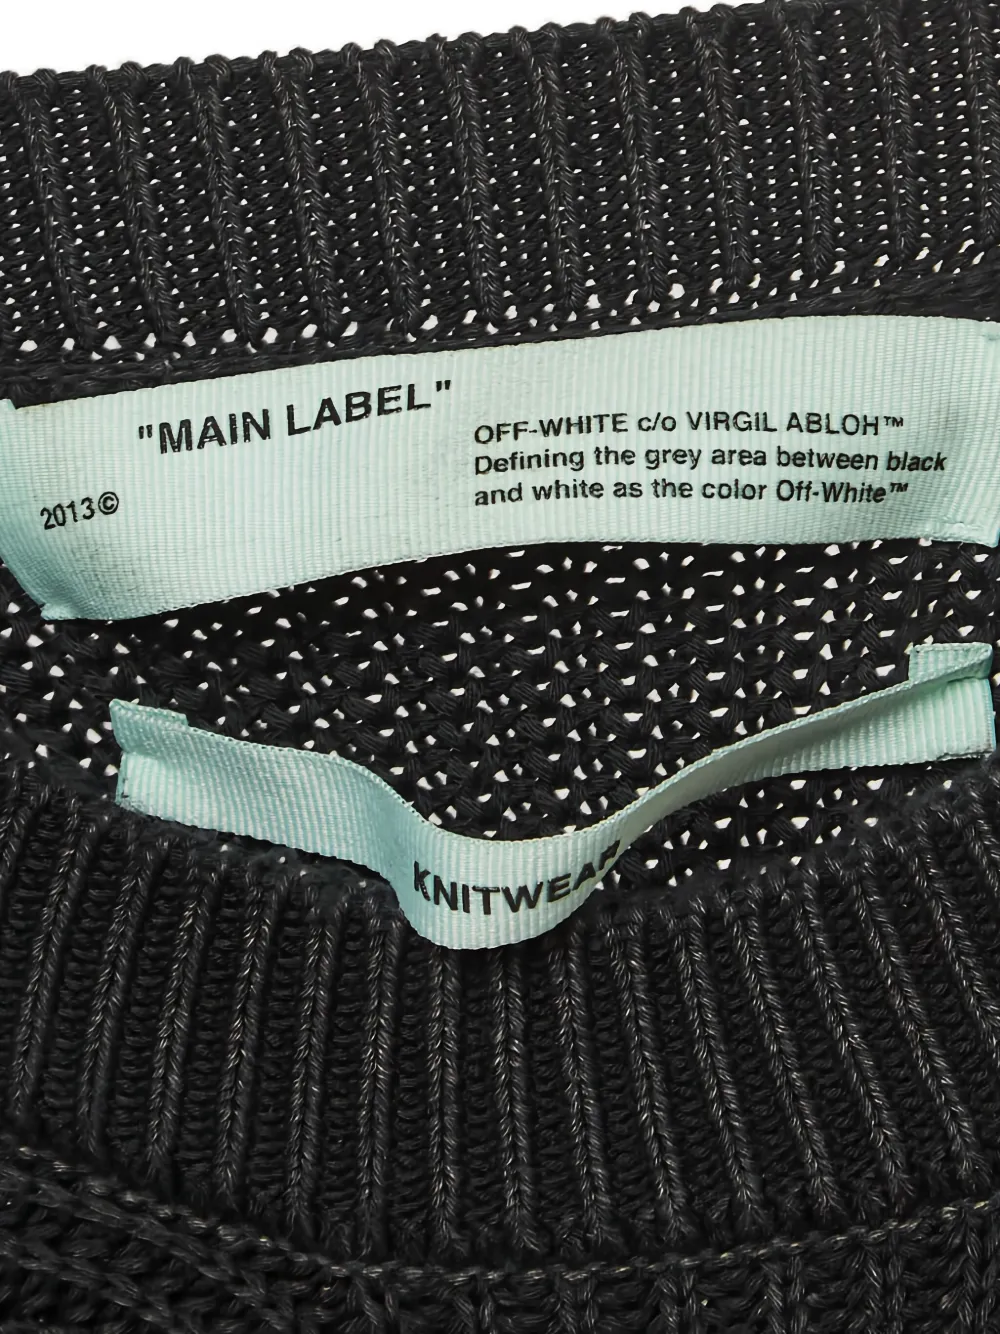 "MAIN LABEL"
OFF-WHITE c/o VIRGIL ABLOH™
Defining the grey area between black
and white as the color Off-White™
2013©
KNITWEAR